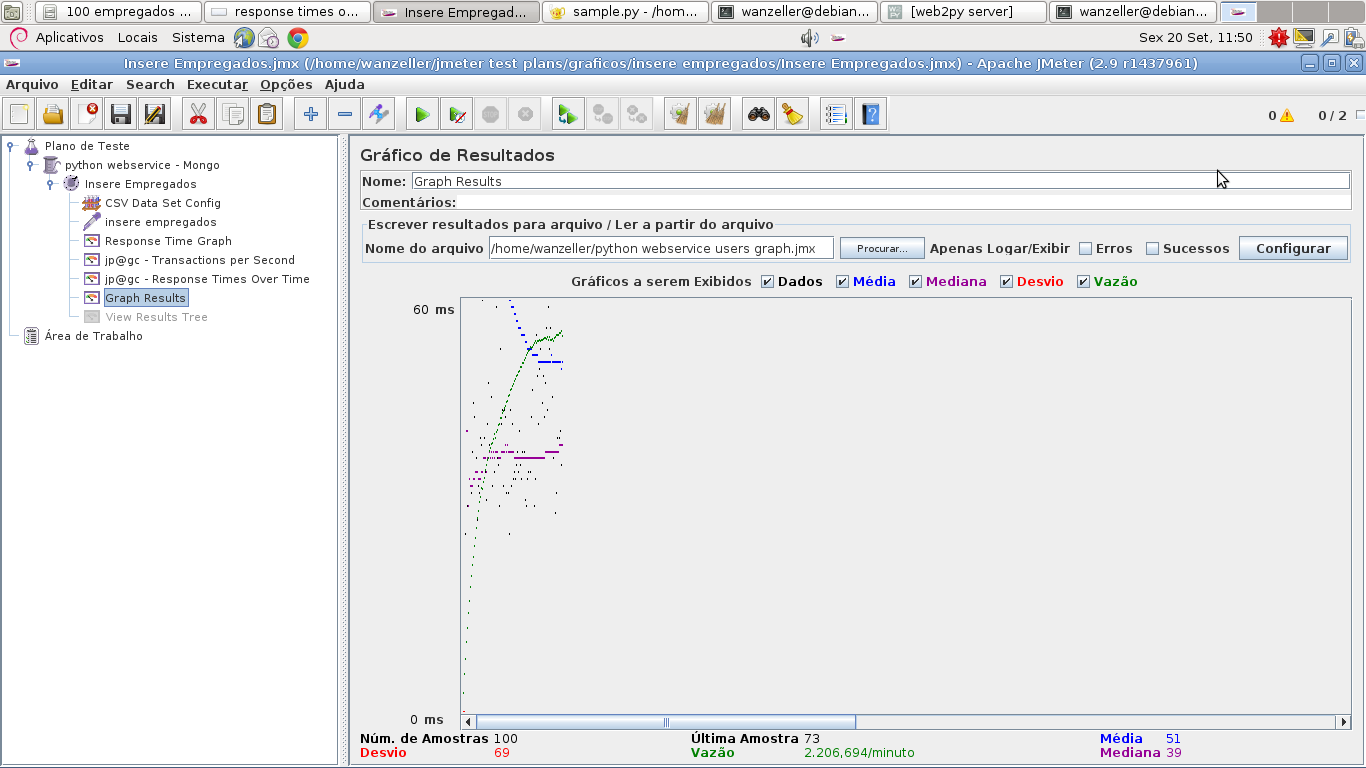 100 empregados ...
response times o...
Insere Empregad...
sample.py - /hom...
wanzeller@debian...
[web2py server]
wanzeller@debian...
Aplicativos Locais Sistema
Sex 20 Set, 11:50
Insere Empregados.jmx (/home/wanzeller/jmeter test plans/graficos/insere empregados/Insere Empregados.jmx) - Apache JMeter (2.9 r1437961)
Arquivo Editar Search Executar Opções Ajuda
0 0 / 2
Plano de Teste
python webservice - Mongo
Insere Empregados
CSV Data Set Config
insere empregados
Response Time Graph
jp@gc - Transactions per Second
jp@gc - Response Times Over Time
Graph Results
View Results Tree
Área de Trabalho
Gráfico de Resultados
Nome: Graph Results
Comentários:
Escrever resultados para arquivo / Ler a partir do arquivo
Nome do arquivo /home/wanzeller/python webservice users graph.jmx Procurar... Apenas Logar/Exibir Erros Sucessos Configurar
Gráficos a serem Exibidos Dados Média Mediana Desvio Vazão
60 ms
0 ms
Núm. de Amostras 100 Última Amostra 73 Média 51
Desvio 69 Vazão 2.206,694/minuto Mediana 39